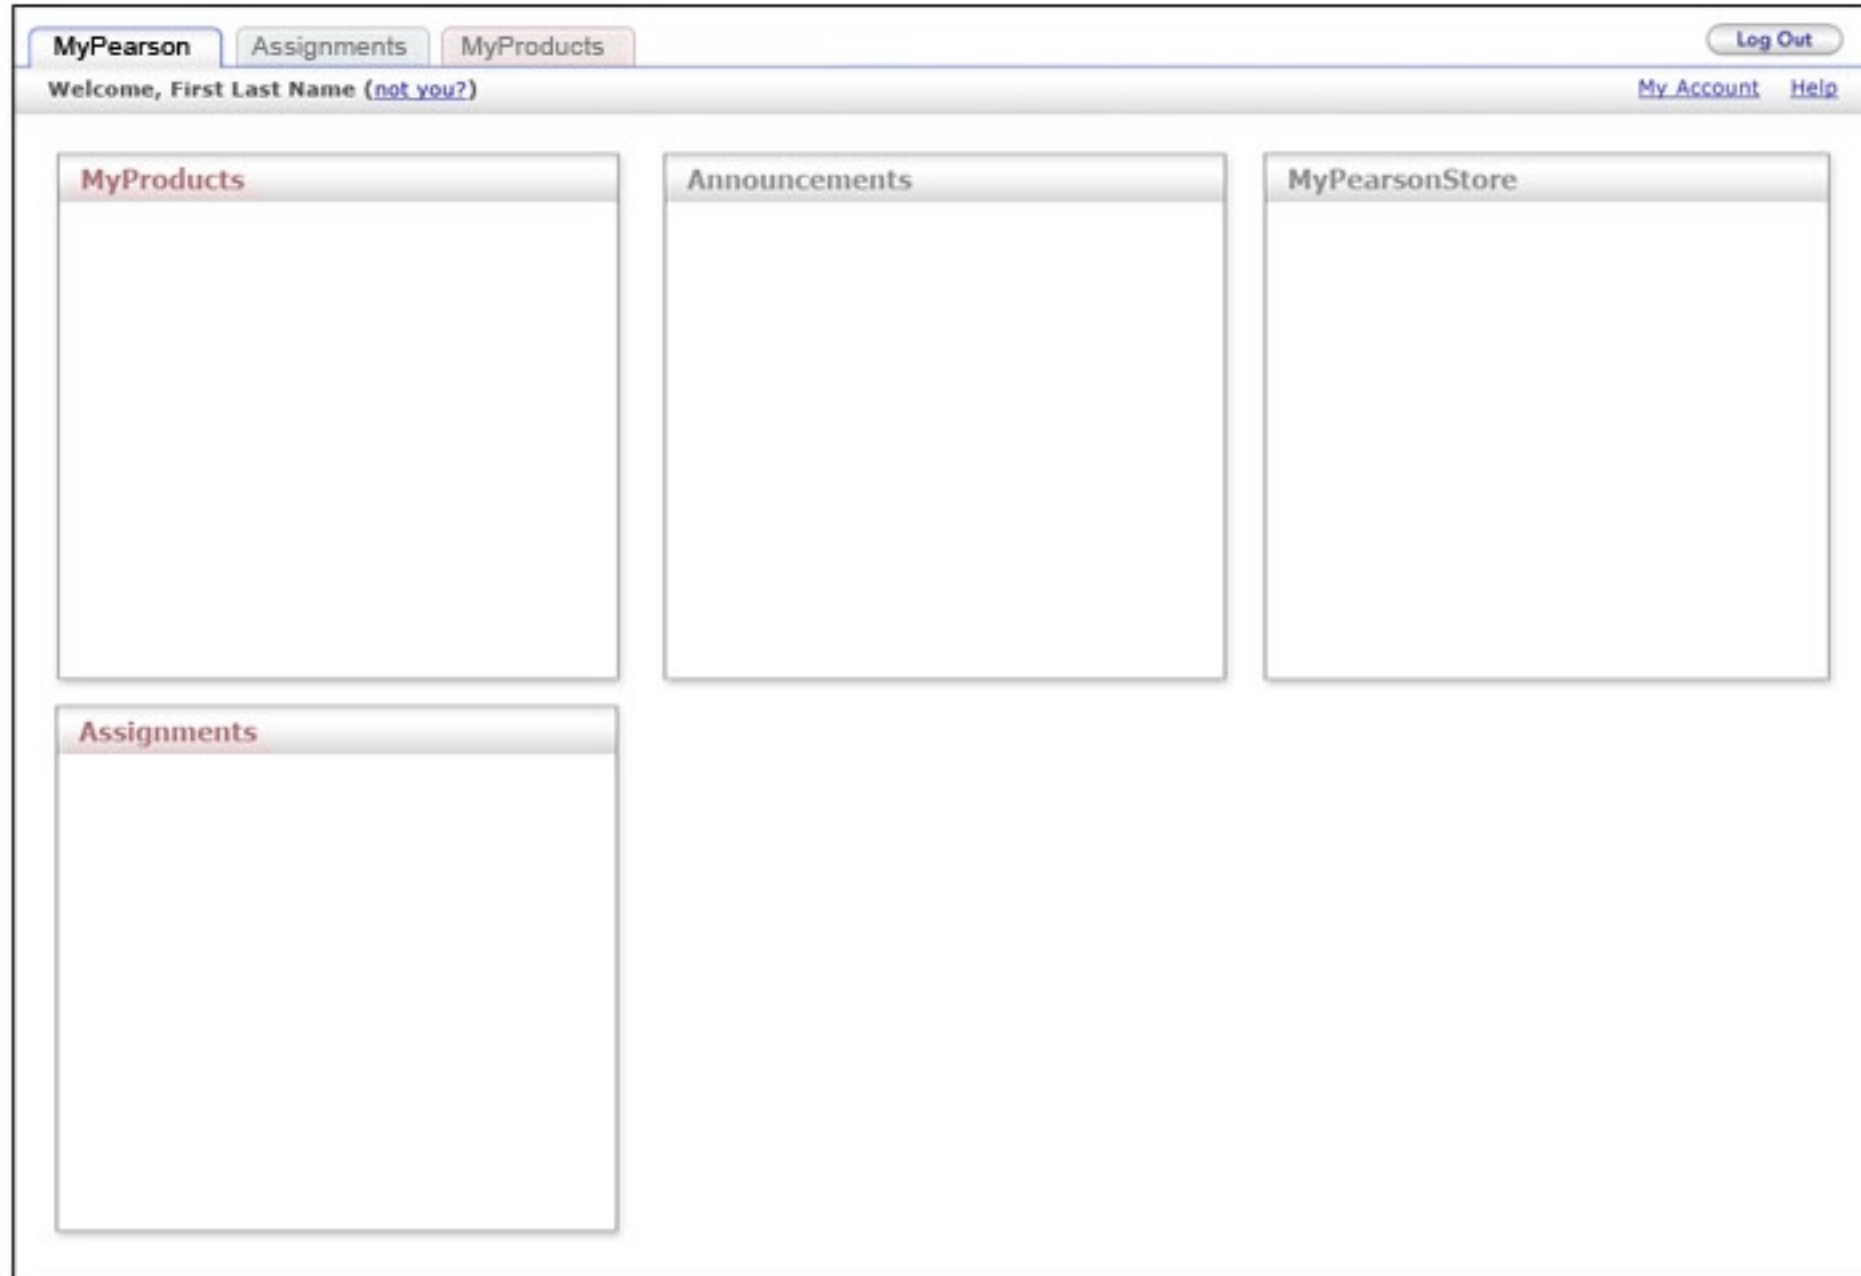 MyPearson Assignments MyProducts Log Out
Welcome, First Last Name (not you?) My Account Help
MyProducts Announcements MyPearsonStore
Assignments